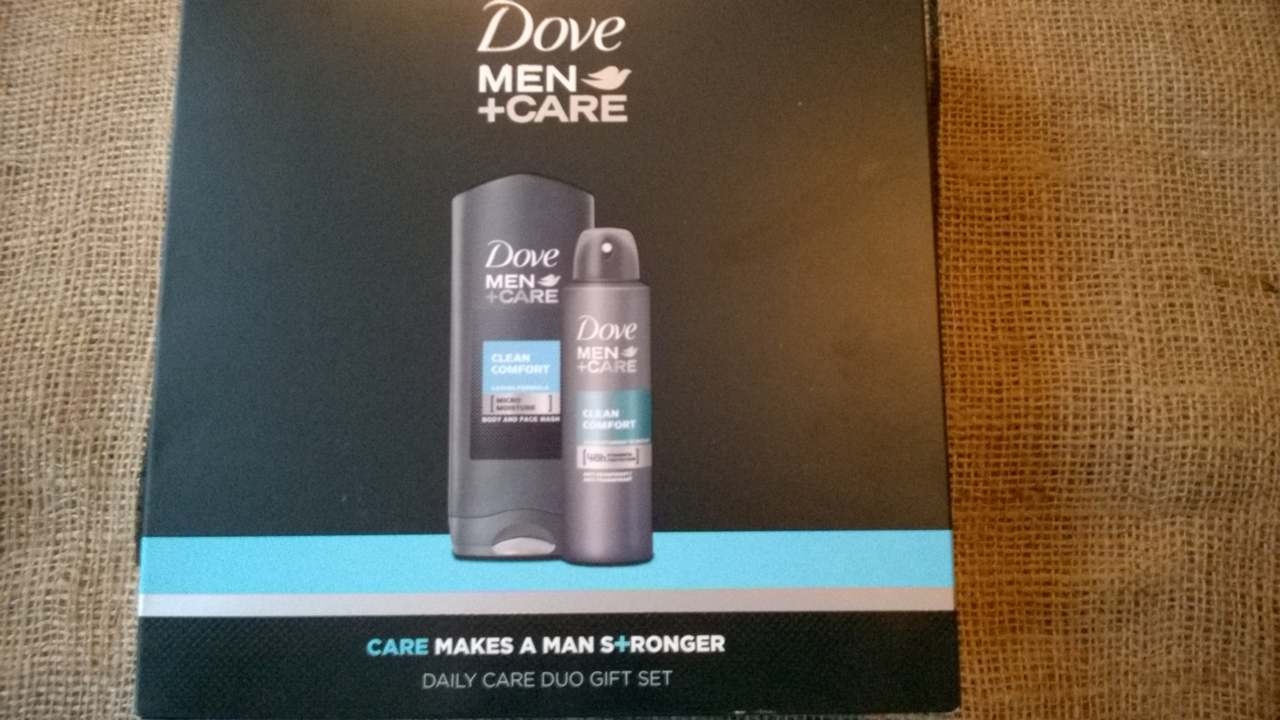 Dove
MEN
+CARE
Dove
MEN
+CARE
CLEAN
COMFORT
MICRO
MOISTURE
BODY AND FACE WASH
Dove
MEN
+CARE
CLEAN
COMFORT
48h
CARE MAKES A MAN S+RONGER
DAILY CARE DUO GIFT SET